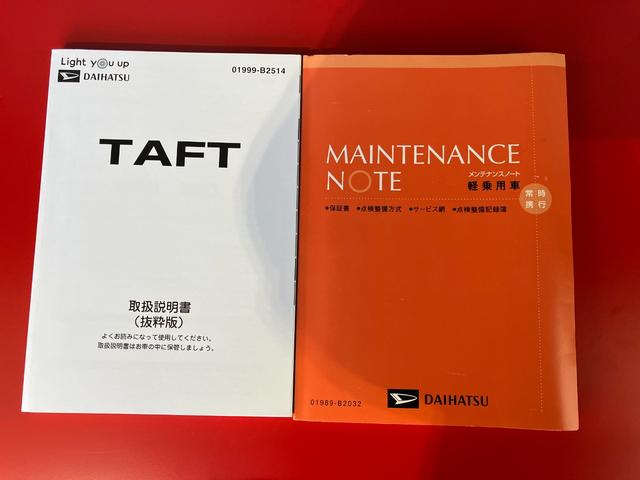 Light you up
DAIHATSU
01999-B2514
TAFT
取扱説明書
(抜粋版)
よくお読みになって使用してください。
取扱説明書はお車の中に保管しましょう。
MAINTENANCE
NOTE
メンテナンスノート
軽乗用車
常時
携行
*保証書 *点検整備方式 *サービス網 *点検整備記録簿
01989-B2032
DAIHATSU